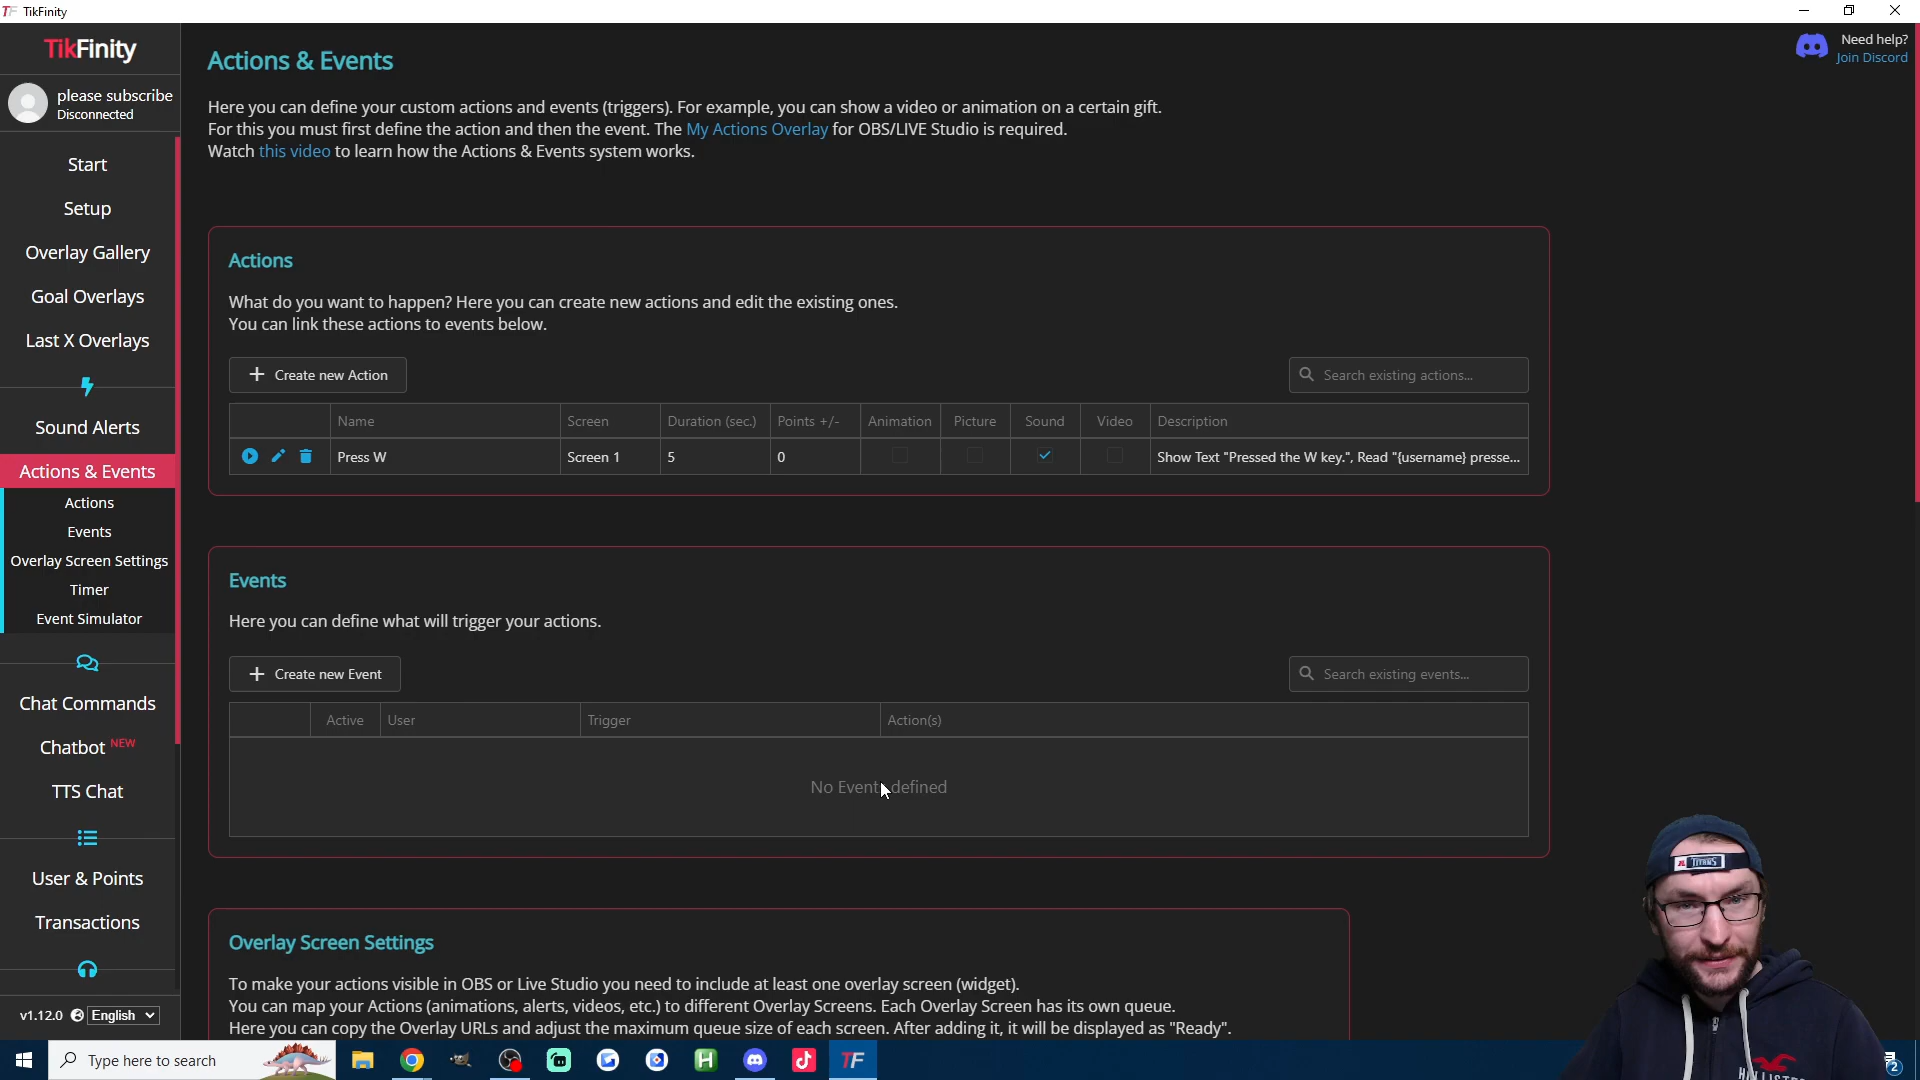 TikFinity
TikFinity
please subscribe
Disconnected
Start
Setup
Overlay Gallery
Goal Overlays
Last X Overlays
Sound Alerts
Actions & Events
Actions
Events
Overlay Screen Settings
Timer
Event Simulator
Chat Commands
Chatbot NEW
TTS Chat
User & Points
Transactions
v1.12.0 English
Need help?
Join Discord
Actions & Events
Here you can define your custom actions and events (triggers). For example, you can show a video or animation on a certain gift.
For this you must first define the action and then the event. The My Actions Overlay for OBS/LIVE Studio is required.
Watch this video to learn how the Actions & Events system works.
Actions
What do you want to happen? Here you can create new actions and edit the existing ones.
You can link these actions to events below.
+ Create new Action
Search existing actions...
Name Screen Duration (sec.) Points +/- Animation Picture Sound Video Description
Press W Screen 1 5 0 Show Text "Pressed the W key.", Read "{username} presse...
Events
Here you can define what will trigger your actions.
+ Create new Event
Search existing events...
Active User Trigger Action(s)
No Events defined
Overlay Screen Settings
To make your actions visible in OBS or Live Studio you need to include at least one overlay screen (widget).
You can map your Actions (animations, alerts, videos, etc.) to different Overlay Screens. Each Overlay Screen has its own queue.
Here you can copy the Overlay URLs and adjust the maximum queue size of each screen. After adding it, it will be displayed as "Ready".
Type here to search
H
TF
2
TITANS